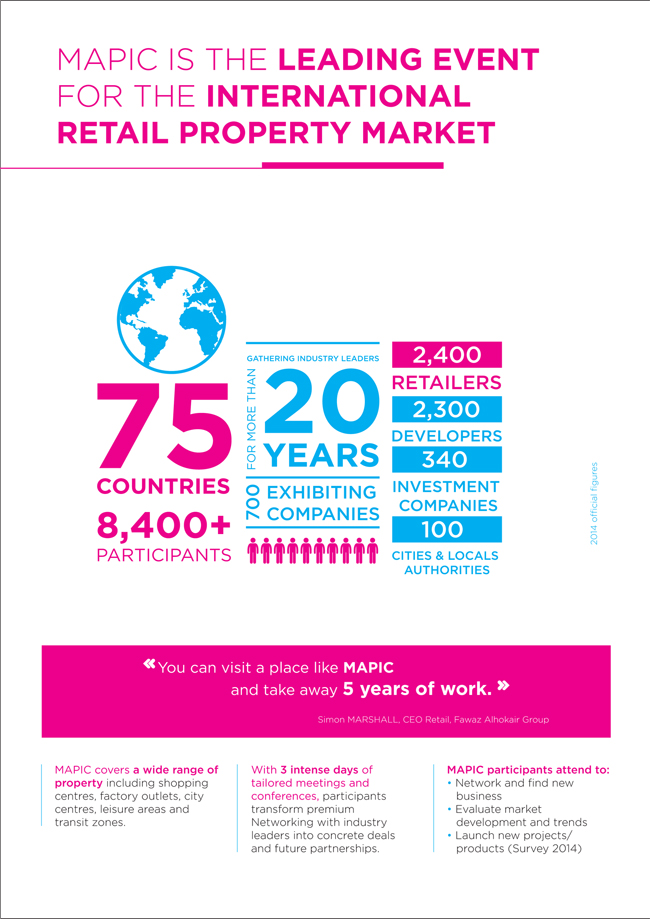 MAPIC IS THE LEADING EVENT
FOR THE INTERNATIONAL
RETAIL PROPERTY MARKET
75
COUNTRIES
8,400+
PARTICIPANTS
GATHERING INDUSTRY LEADERS
FOR MORE THAN
20
YEARS
700
EXHIBITING
COMPANIES
2,400
RETAILERS
2,300
DEVELOPERS
340
INVESTMENT
COMPANIES
100
CITIES & LOCALS
AUTHORITIES
2014 official figures
« You can visit a place like MAPIC
and take away 5 years of work. »
Simon MARSHALL, CEO Retail, Fawaz Alhokair Group
MAPIC covers a wide range of
property including shopping
centres, factory outlets, city
centres, leisure areas and
transit zones.
With 3 intense days of
tailored meetings and
conferences, participants
transform premium
Networking with industry
leaders into concrete deals
and future partnerships.
MAPIC participants attend to:
• Network and find new
business
• Evaluate market
development and trends
• Launch new projects/
products (Survey 2014)